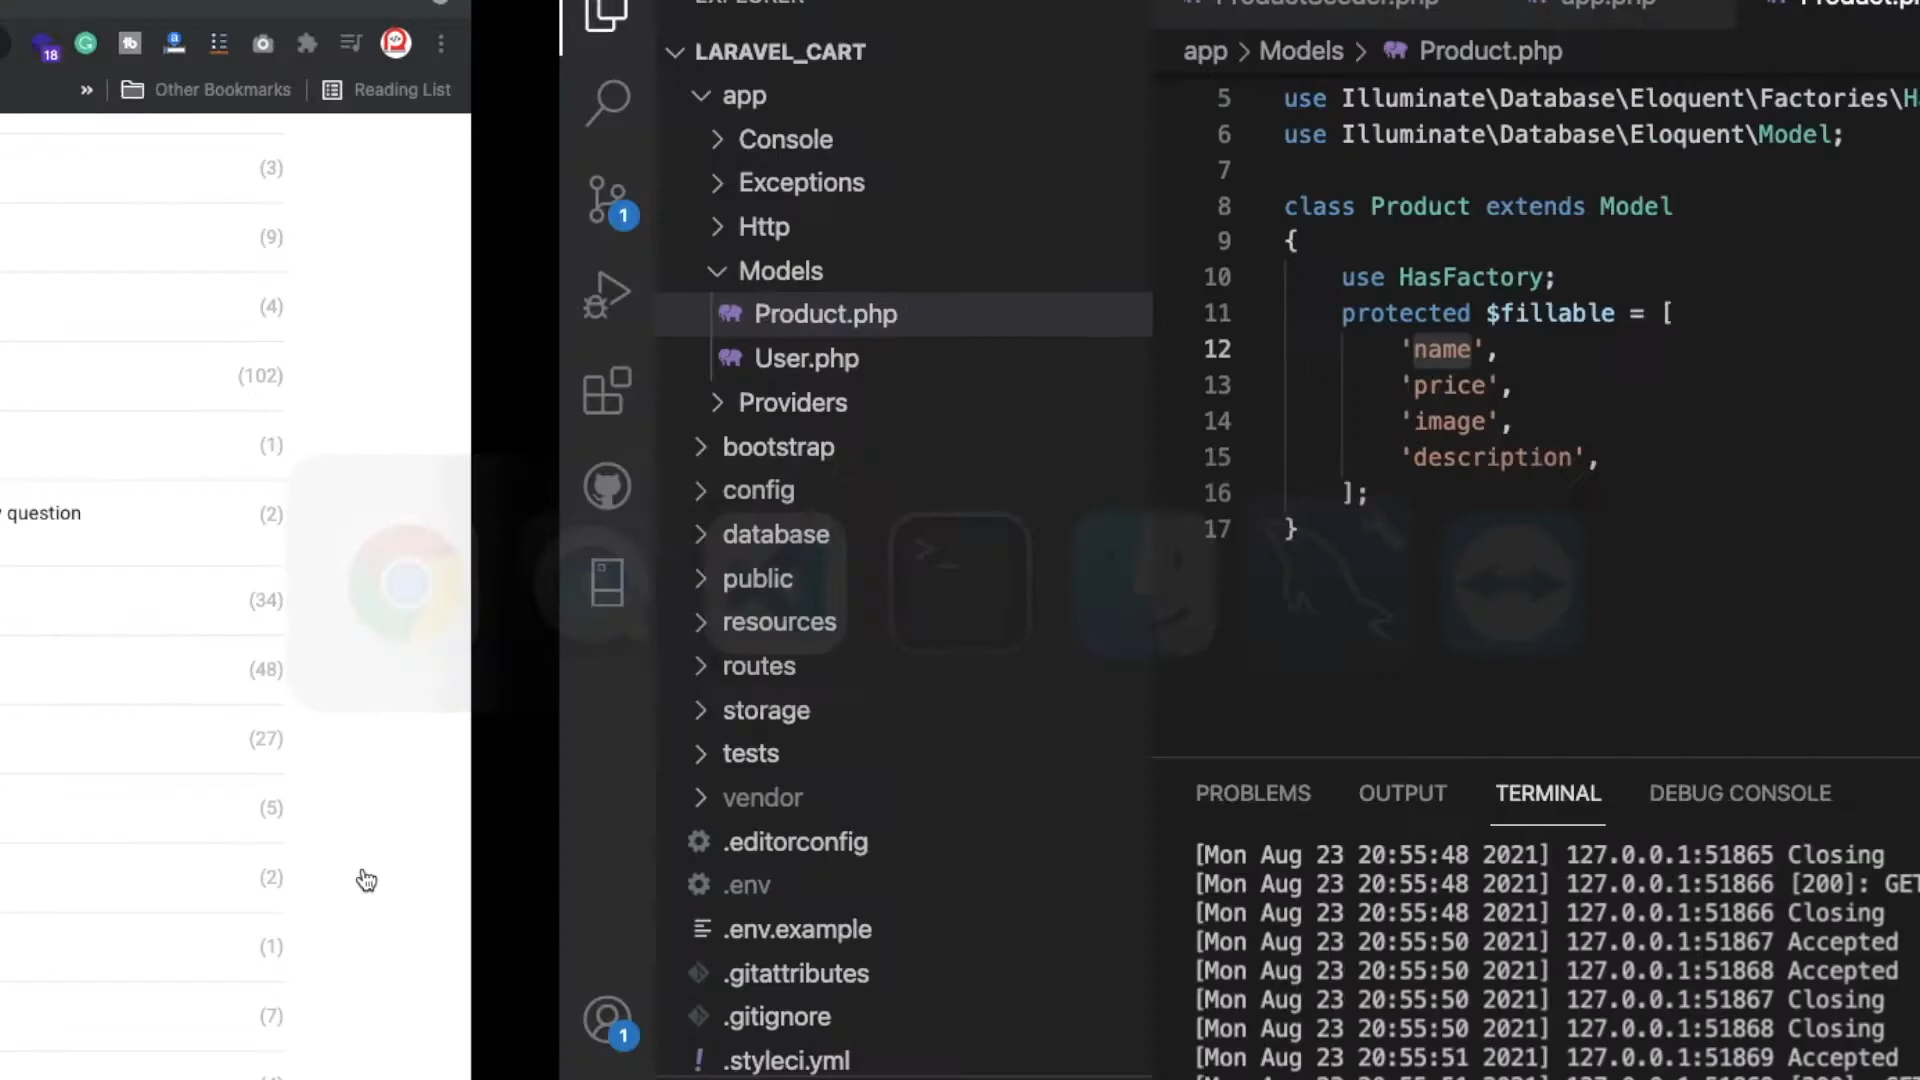 18
Other Bookmarks
Reading List
(3)
(9)
(4)
(102)
(1)
question
(2)
(34)
(48)
(27)
(5)
(2)
(1)
(7)
1
1
LARAVEL_CART
app
Console
Exceptions
Http
Models
Product.php
User.php
Providers
bootstrap
config
database
public
resources
routes
storage
tests
vendor
.editorconfig
.env
.env.example
.gitattributes
.gitignore
! .styleci.yml
app > Models > Product.php
5 use Illuminate\Database\Eloquent\Factories\H
6 use Illuminate\Database\Eloquent\Model;
7
8 class Product extends Model
9 {
10 use HasFactory;
11 protected $fillable = [
12 'name',
13 'price',
14 'image',
15 'description',
16 ];
17 }
PROBLEMS OUTPUT TERMINAL DEBUG CONSOLE
[Mon Aug 23 20:55:48 2021] 127.0.0.1:51865 Closing
[Mon Aug 23 20:55:48 2021] 127.0.0.1:51866 [200]: GET
[Mon Aug 23 20:55:48 2021] 127.0.0.1:51866 Closing
[Mon Aug 23 20:55:50 2021] 127.0.0.1:51867 Accepted
[Mon Aug 23 20:55:50 2021] 127.0.0.1:51868 Accepted
[Mon Aug 23 20:55:50 2021] 127.0.0.1:51867 Closing
[Mon Aug 23 20:55:50 2021] 127.0.0.1:51868 Closing
[Mon Aug 23 20:55:51 2021] 127.0.0.1:51869 Accepted